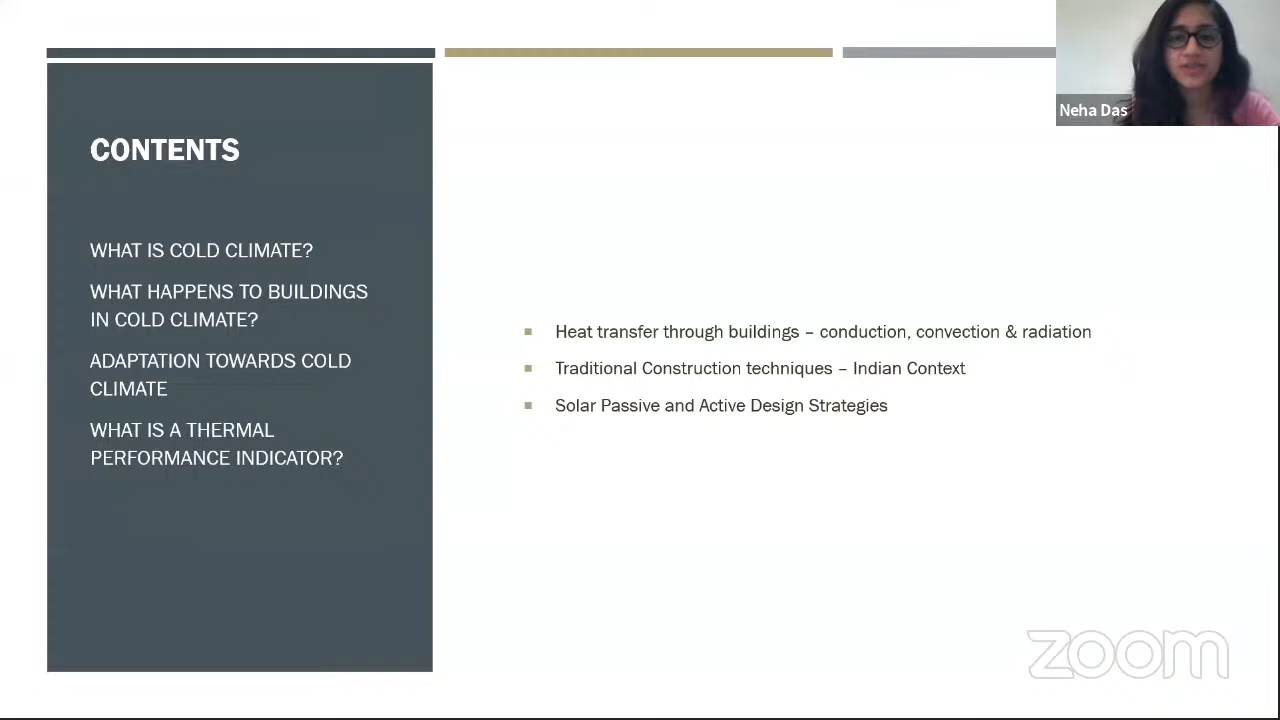 CONTENTS
WHAT IS COLD CLIMATE?
WHAT HAPPENS TO BUILDINGS
IN COLD CLIMATE?
ADAPTATION TOWARDS COLD
CLIMATE
WHAT IS A THERMAL
PERFORMANCE INDICATOR?
Heat transfer through buildings – conduction, convection & radiation
Traditional Construction techniques – Indian Context
Solar Passive and Active Design Strategies
Neha Das
zoom